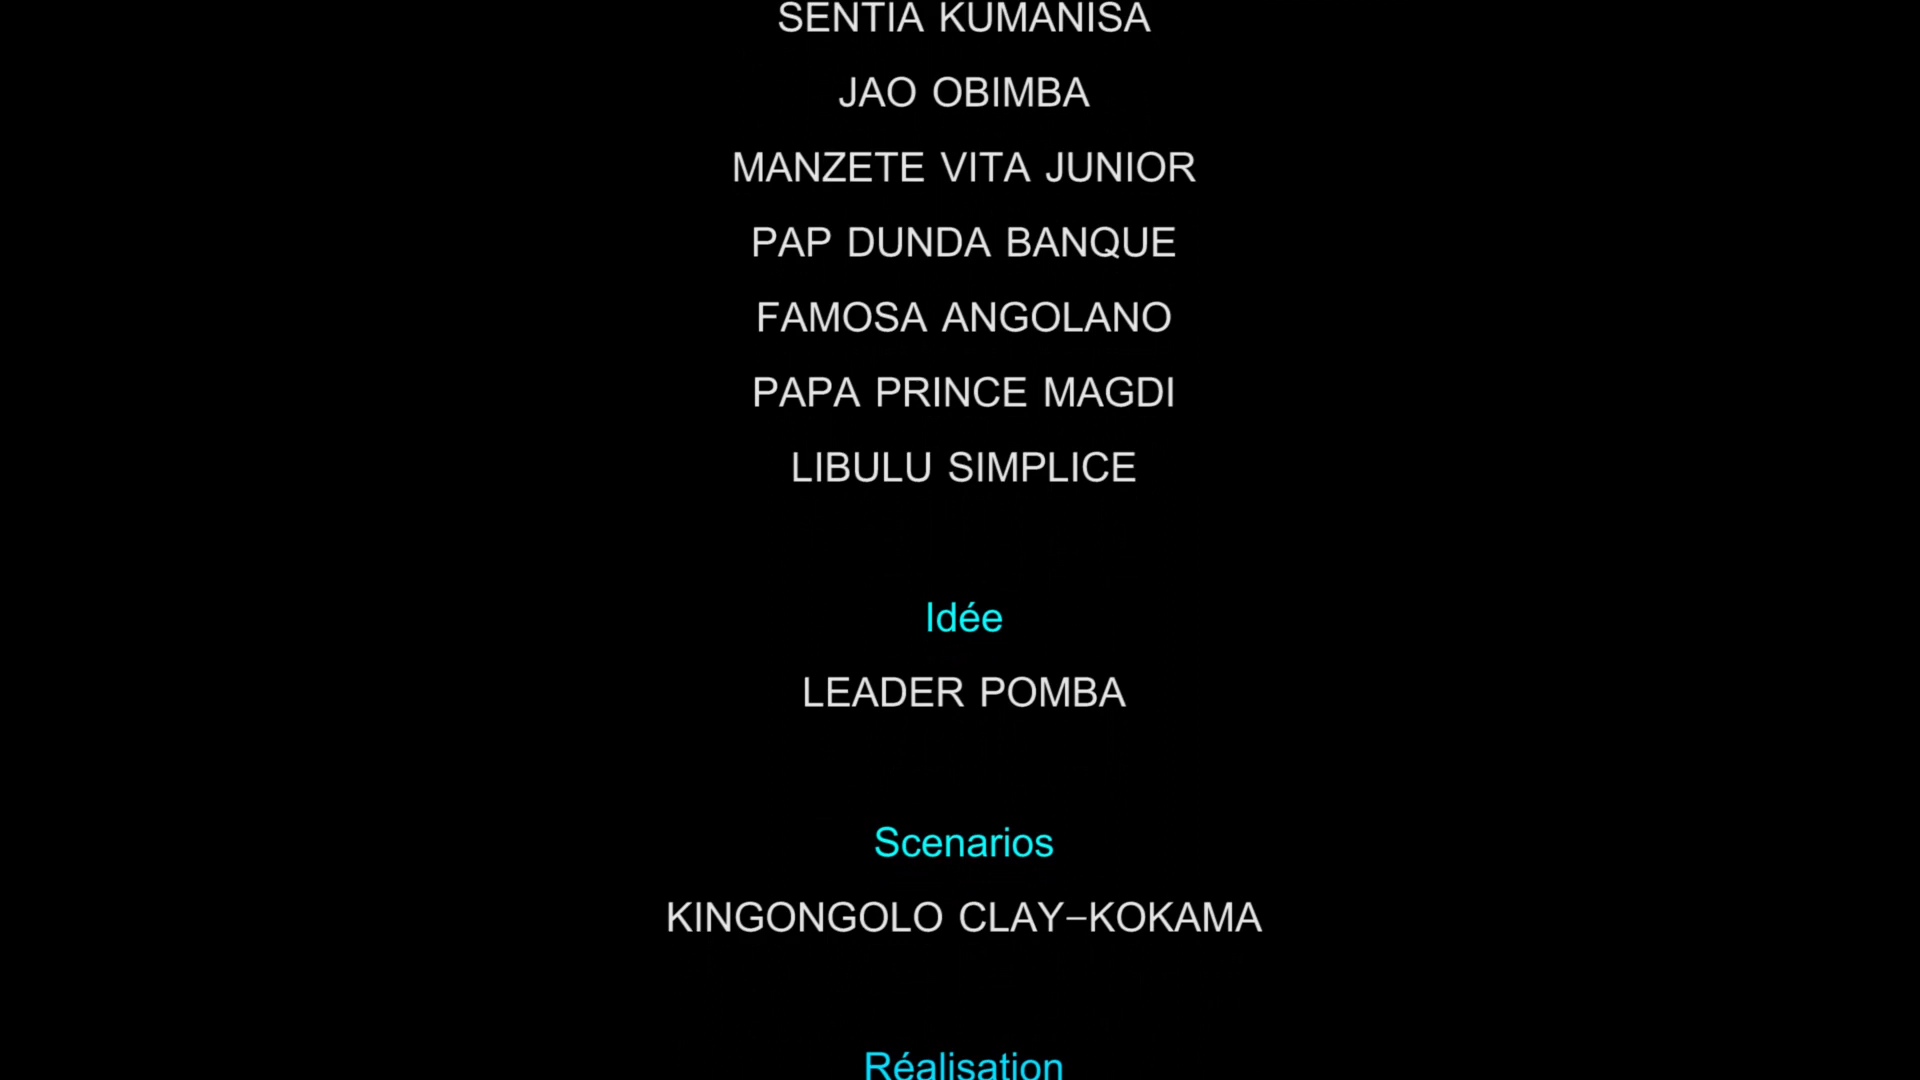 SENTIA KUMANISA
JAO OBIMBA
MANZETE VITA JUNIOR
PAP DUNDA BANQUE
FAMOSA ANGOLANO
PAPA PRINCE MAGDI
LIBULU SIMPLICE
Idée
LEADER POMBA
Scenarios
KINGONGOLO CLAY–KOKAMA
Réalisation